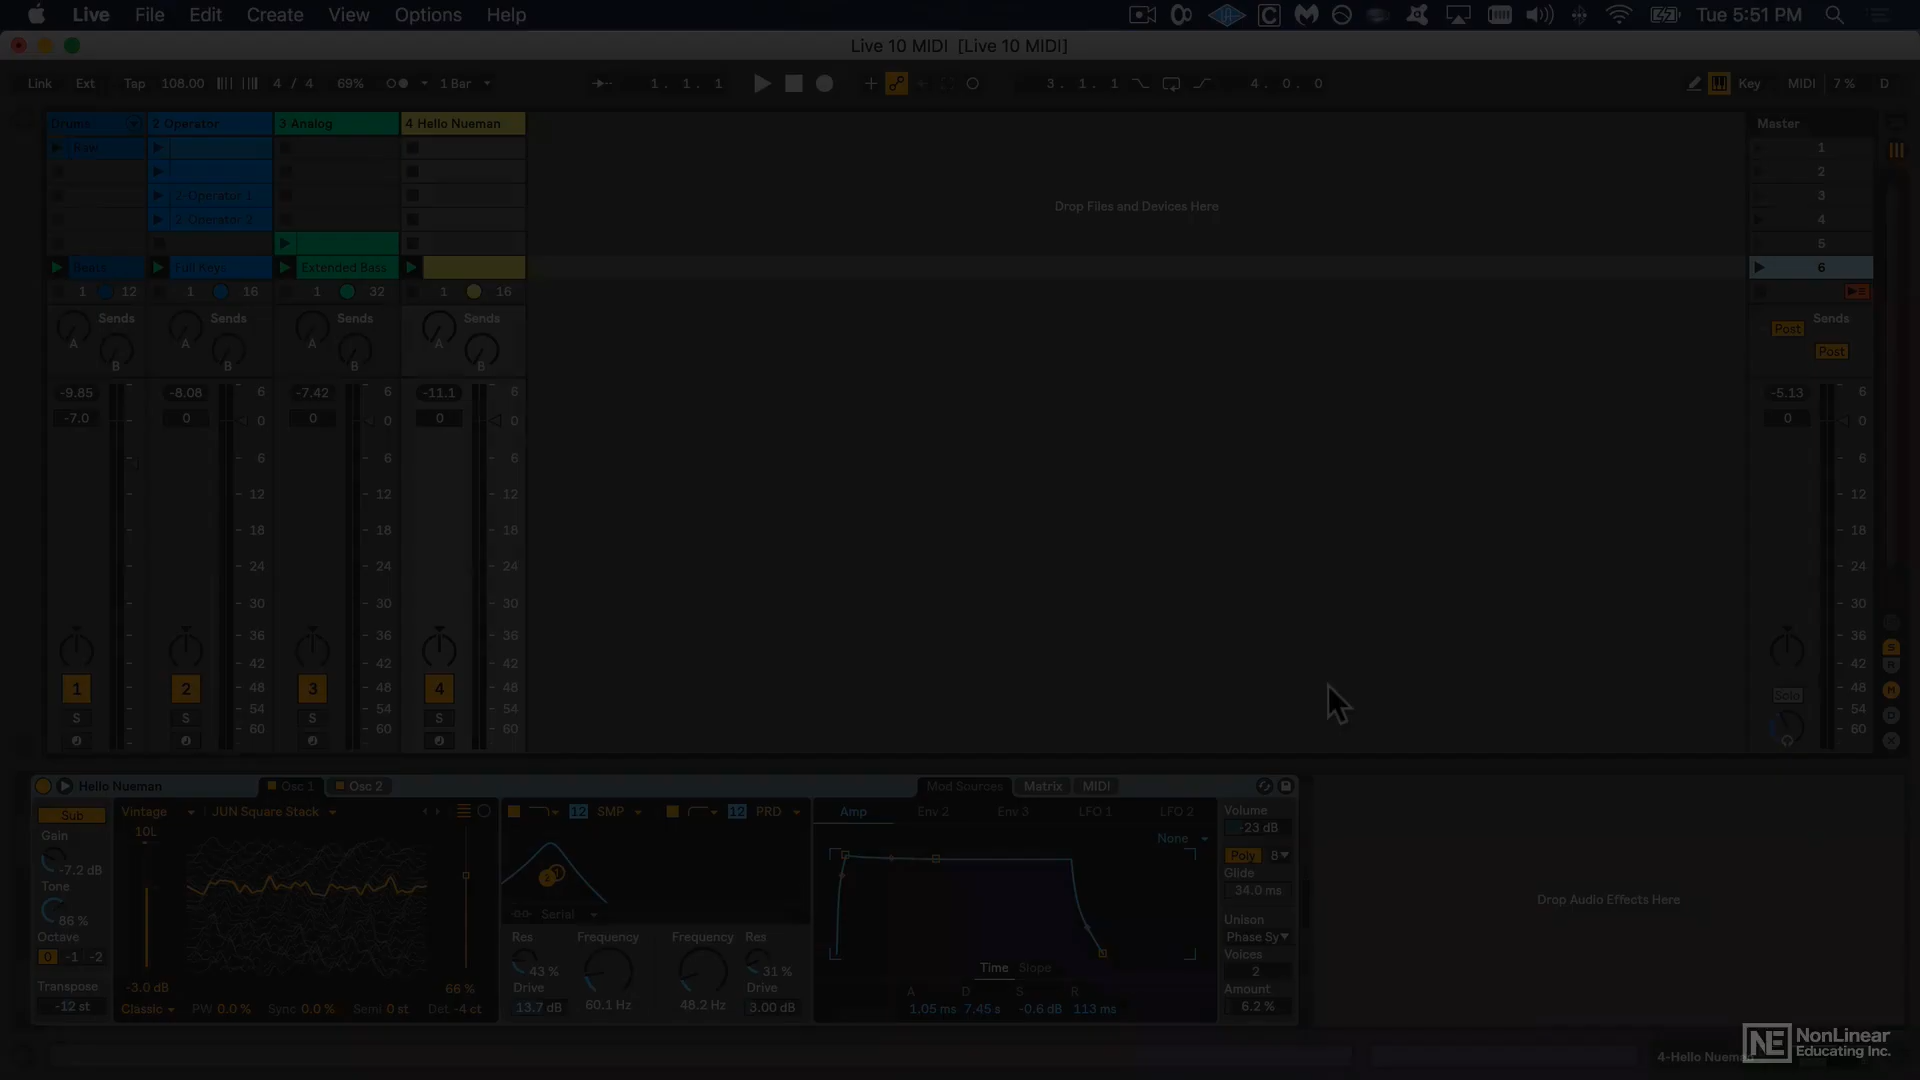 Live File Edit Create View Options Help Tue 5:51 PM
Live 10 MIDI [Live 10 MIDI]
Link Ext Tap 108.00 4 / 4 69% 1 Bar 1. 1. 1 3. 1. 1 4. 0. 0 Key MIDI 7 % D
Drums 2 Operator 3 Analog 4 Hello Nueman Master
1
2
2-Operator 1 3
2-Operator 2 4
5
Beats Full Keys Extended Bass 6
Drop Files and Devices Here
1 12 1 16 1 32 1 16
Sends Sends Sends Sends Sends
A A A A Post
B B B B Post
-9.85 -8.08 6 -7.42 6 -11.1 6 -5.13 6
-7.0 0 0 0 0 0 0 0 0
6 6 6 6
12 12 12 12
18 18 18 18
24 24 24 24
30 30 30 30
36 36 36 36
42 42 42 42
1 2 48 3 48 4 48 Solo 48
S S 54 S 54 S 54 54
60 60 60 60
S
R
M
D
X
Hello Nueman Osc 1 Osc 2 Mod Sources Matrix MIDI
Sub Vintage JUN Square Stack 12 SMP 12 PRD Amp Env 2 Env 3 LFO 1 LFO 2 Volume
-23 dB
Gain 10L None
-7.2 dB Poly 8
Tone Glide
86 % 34.0 ms
Octave Serial Unison
0 -1 -2 Res Frequency Frequency Res Phase Sy
43 % 31 % Time Slope Voices
2
Transpose -3.0 dB 66 % Drive Drive A D S R Amount
-12 st Classic PW 0.0 % Sync 0.0 % Semi 0 st Det -4 ct 13.7 dB 60.1 Hz 48.2 Hz 3.00 dB 1.05 ms 7.45 s -0.6 dB 113 ms 6.2 %
Drop Audio Effects Here
4-Hello Nueman
NE NonLinear
Educating Inc.